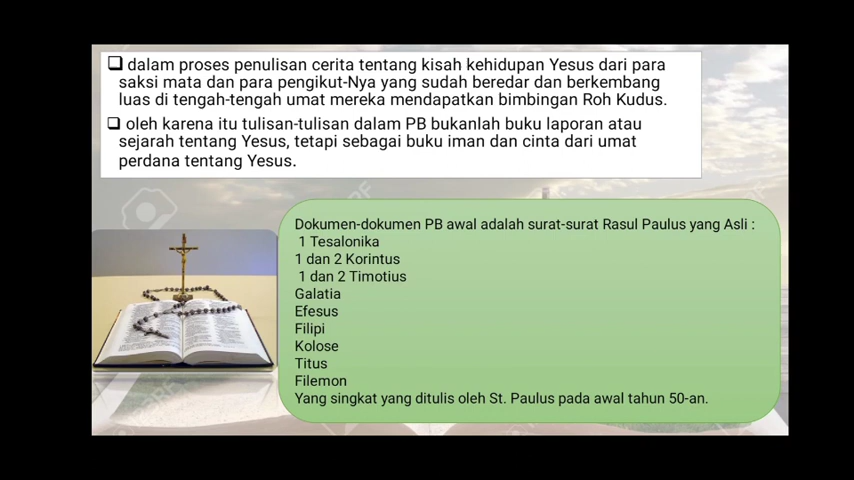 ❑ dalam proses penulisan cerita tentang kisah kehidupan Yesus dari para
saksi mata dan para pengikut-Nya yang sudah beredar dan berkembang
luas di tengah-tengah umat mereka mendapatkan bimbingan Roh Kudus.
❑ oleh karena itu tulisan-tulisan dalam PB bukanlah buku laporan atau
sejarah tentang Yesus, tetapi sebagai buku iman dan cinta dari umat
perdana tentang Yesus.
Dokumen-dokumen PB awal adalah surat-surat Rasul Paulus yang Asli :
1 Tesalonika
1 dan 2 Korintus
1 dan 2 Timotius
Galatia
Efesus
Filipi
Kolose
Titus
Filemon
Yang singkat yang ditulis oleh St. Paulus pada awal tahun 50-an.